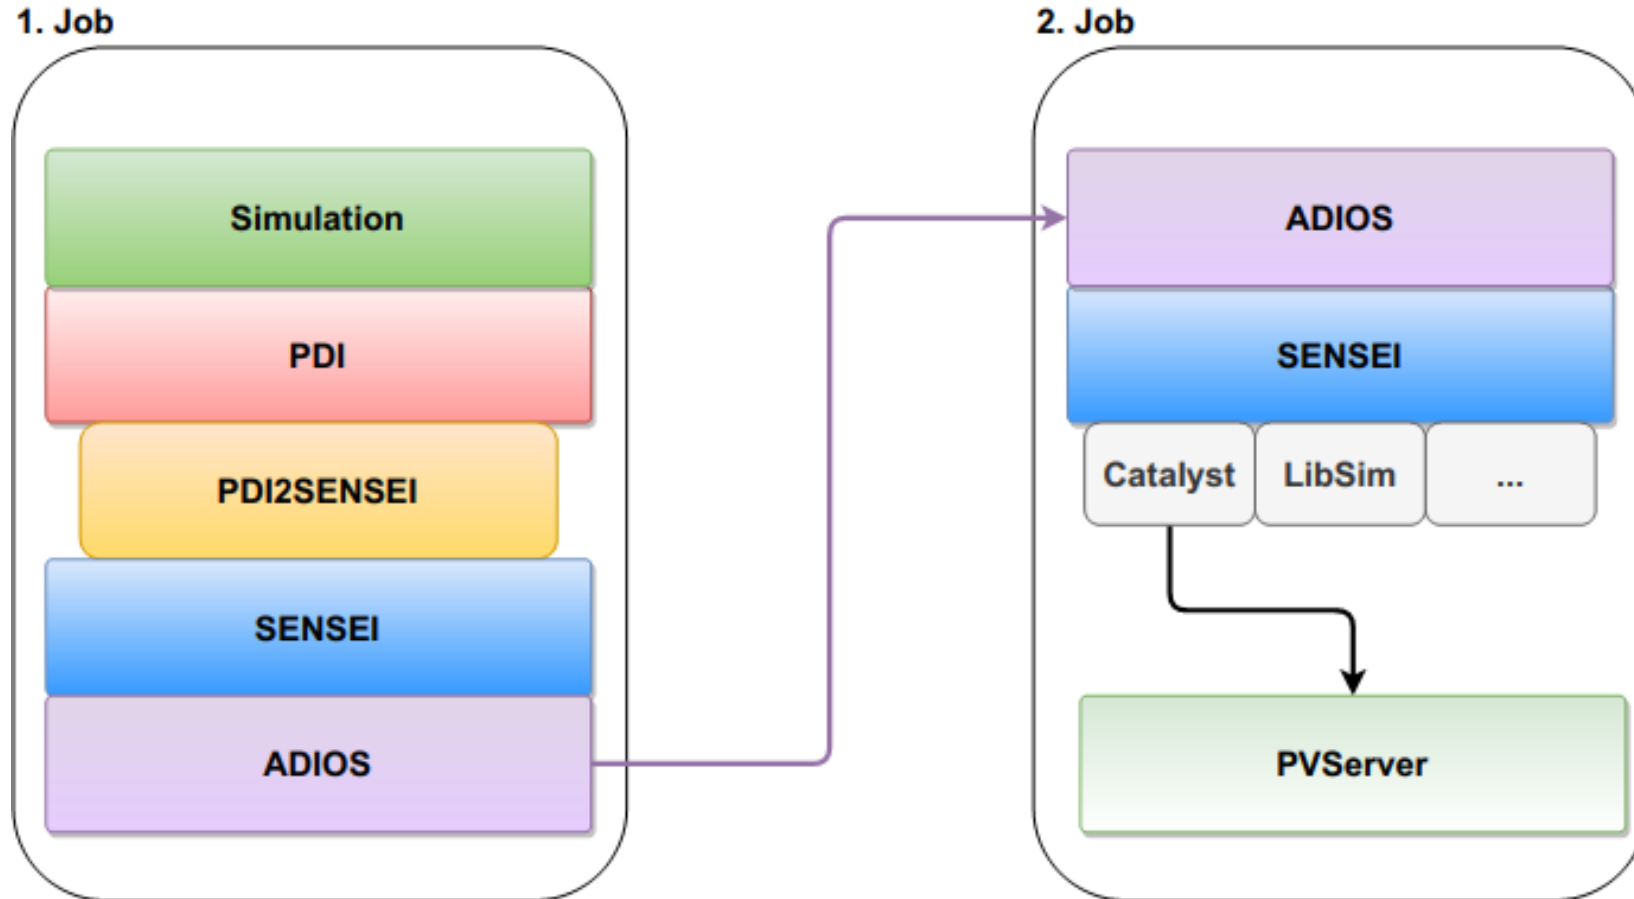 1. Job
Simulation
PDI
PDI2SENSEI
SENSEI
ADIOS
2. Job
ADIOS
SENSEI
Catalyst
LibSim
...
PVServer